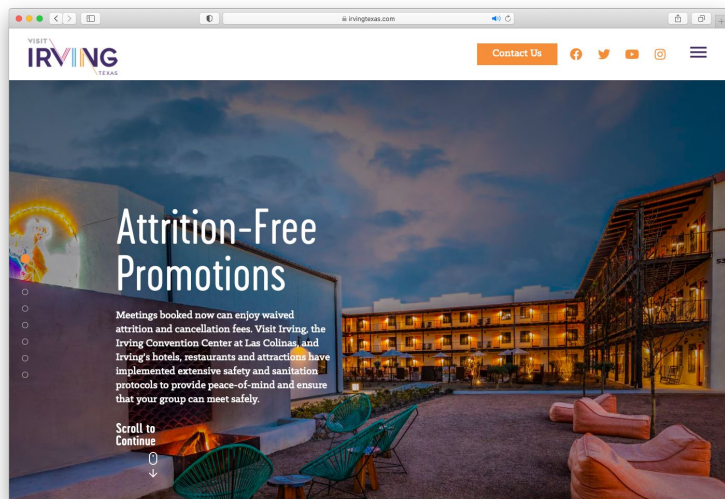 irvingtexas.com
VISIT
IRVING
TEXAS
Contact Us
Attrition-Free
Promotions
Meetings booked now can enjoy waived
attrition and cancellation fees. Visit Irving, the
Irving Convention Center at Las Colinas, and
Irving's hotels, restaurants and attractions have
implemented extensive safety and sanitation
protocols to provide peace-of-mind and ensure
that your group can meet safely.
Scroll to
Continue